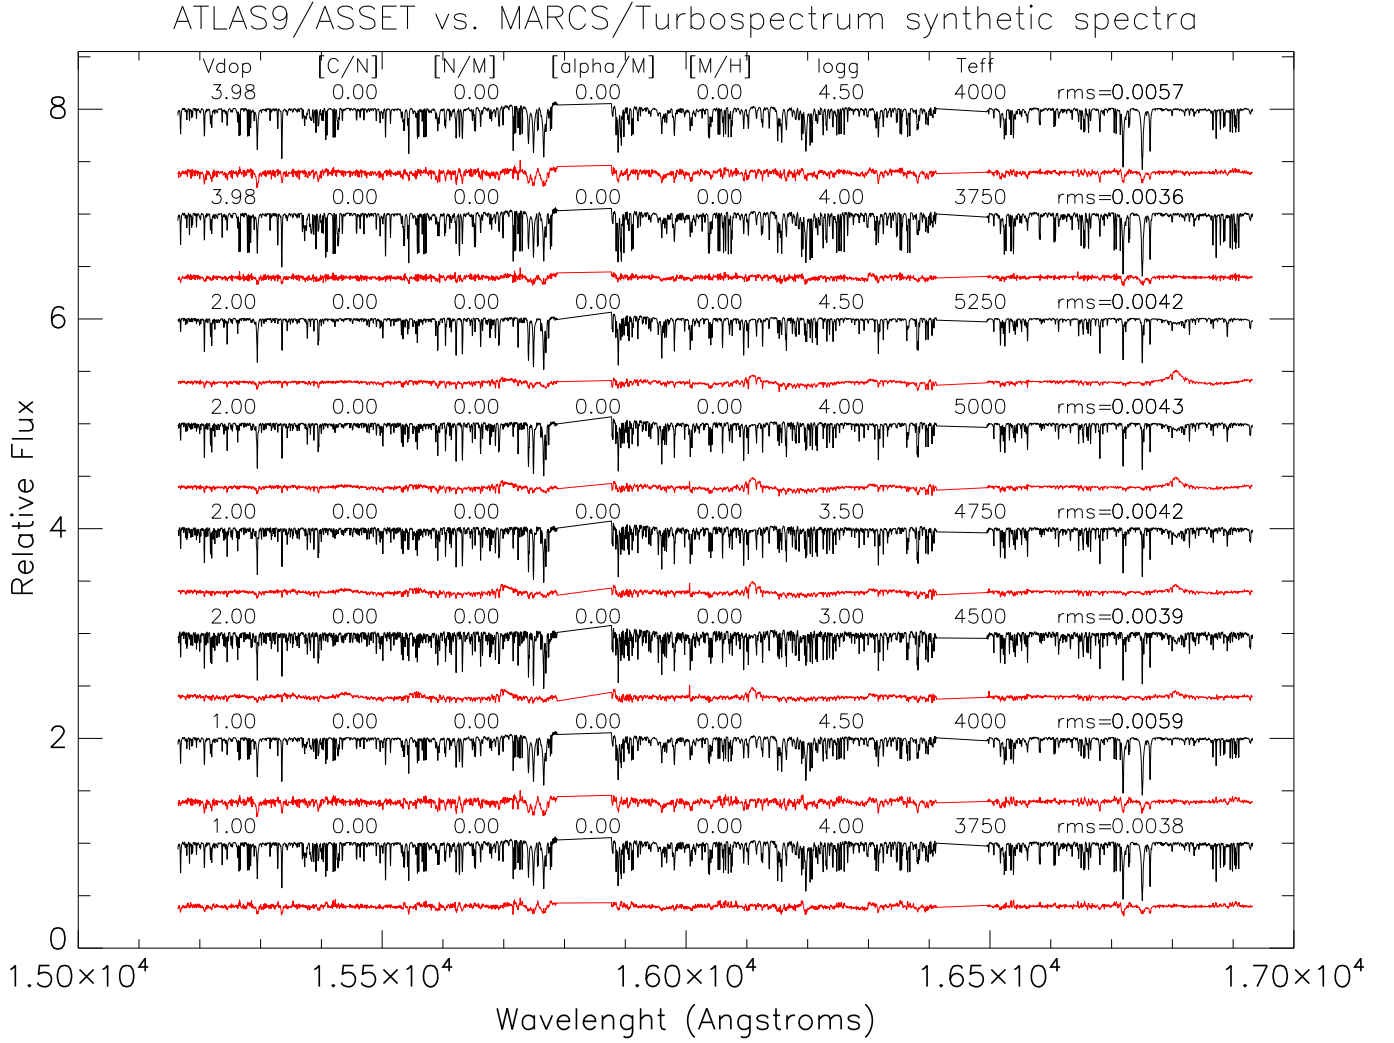 ATLAS9/ASSET vs. MARCS/Turbospectrum synthetic spectra
Vdop [C/N] [N/M] [alpha/M] [M/H] logg Teff
3.98 0.00 0.00 0.00 0.00 4.50 4000 rms=0.0057
8
3.98 0.00 0.00 0.00 0.00 4.00 3750 rms=0.0036
2.00 0.00 0.00 0.00 0.00 4.50 5250 rms=0.0042
6
2.00 0.00 0.00 0.00 0.00 4.00 5000 rms=0.0043
2.00 0.00 0.00 0.00 0.00 3.50 4750 rms=0.0042
4
2.00 0.00 0.00 0.00 0.00 3.00 4500 rms=0.0039
1.00 0.00 0.00 0.00 0.00 4.50 4000 rms=0.0059
2
1.00 0.00 0.00 0.00 0.00 4.00 3750 rms=0.0038
0
Relative Flux
1.50×10⁴ 1.55×10⁴ 1.60×10⁴ 1.65×10⁴ 1.70×10⁴
Wavelenght (Angstroms)